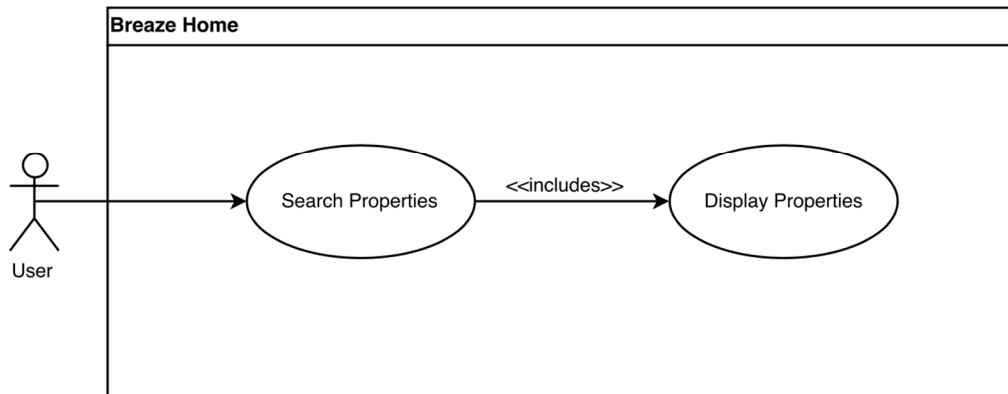 Breaze Home
<<includes>>
Search Properties
Display Properties
User